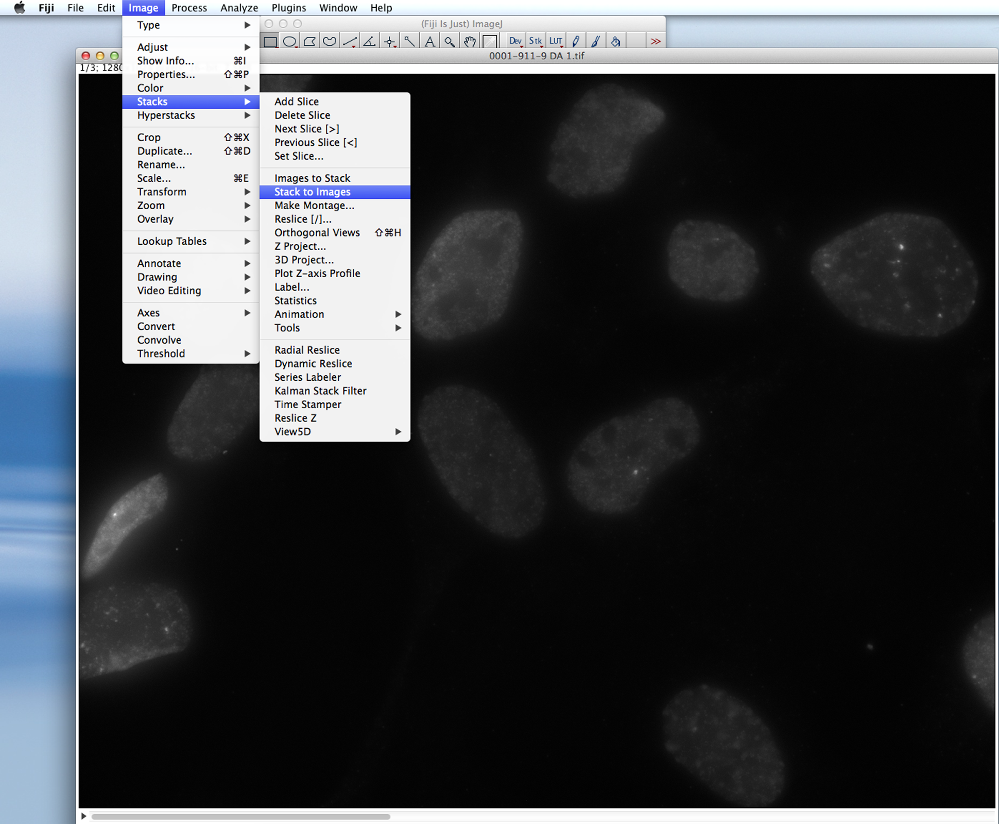 Fiji File Edit Image Process Analyze Plugins Window Help
(Fiji Is Just) ImageJ
Dev Stk LUT >>
0001-911-9 DA 1.tif
1/3; 1280
Type
Adjust
Show Info... ⌘I
Properties... ⇧⌘P
Color
Stacks
Hyperstacks
Crop ⇧⌘X
Duplicate... ⇧⌘D
Rename...
Scale... ⌘E
Transform
Zoom
Overlay
Lookup Tables
Annotate
Drawing
Video Editing
Axes
Convert
Convolve
Threshold
Add Slice
Delete Slice
Next Slice [>]
Previous Slice [<]
Set Slice...
Images to Stack
Stack to Images
Make Montage...
Reslice [/]...
Orthogonal Views ⇧⌘H
Z Project...
3D Project...
Plot Z-axis Profile
Label...
Statistics
Animation
Tools
Radial Reslice
Dynamic Reslice
Series Labeler
Kalman Stack Filter
Time Stamper
Reslice Z
View5D